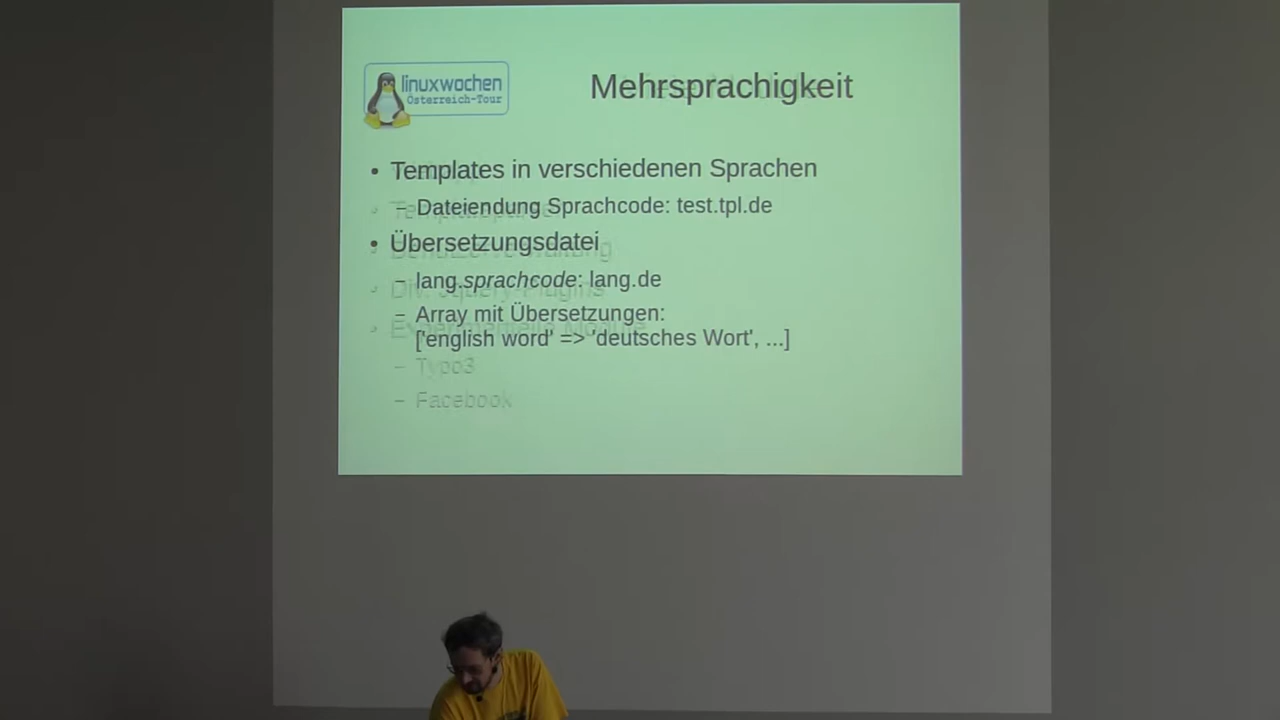 linuxwochen
Österreich-Tour
Mehrsprachigkeit
• Templates in verschiedenen Sprachen
– Dateiendung Sprachcode: test.tpl.de
• Übersetzungsdatei
– lang.sprachcode: lang.de
– Array mit Übersetzungen:
['english word' => 'deutsches Wort', ...]
– Typo3
– Facebook